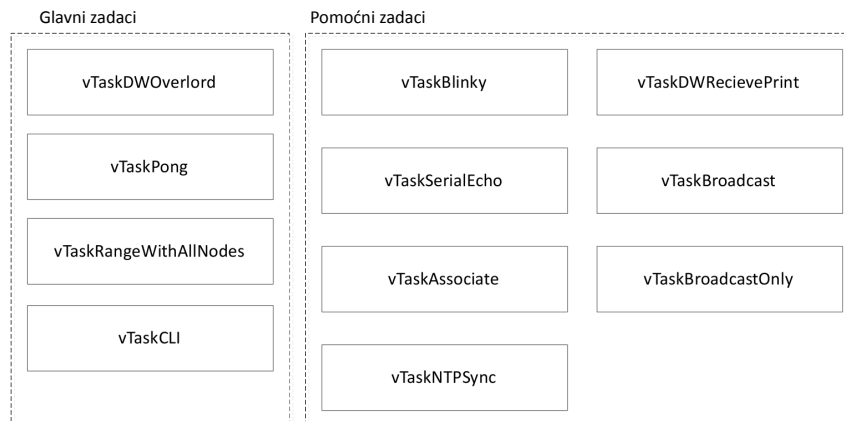 Glavni zadaci
vTaskDWOverlord
vTaskPong
vTaskRangeWithAllNodes
vTaskCLI
Pomoćni zadaci
vTaskBlinky
vTaskDWRecievePrint
vTaskSerialEcho
vTaskBroadcast
vTaskAssociate
vTaskBroadcastOnly
vTaskNTPSync